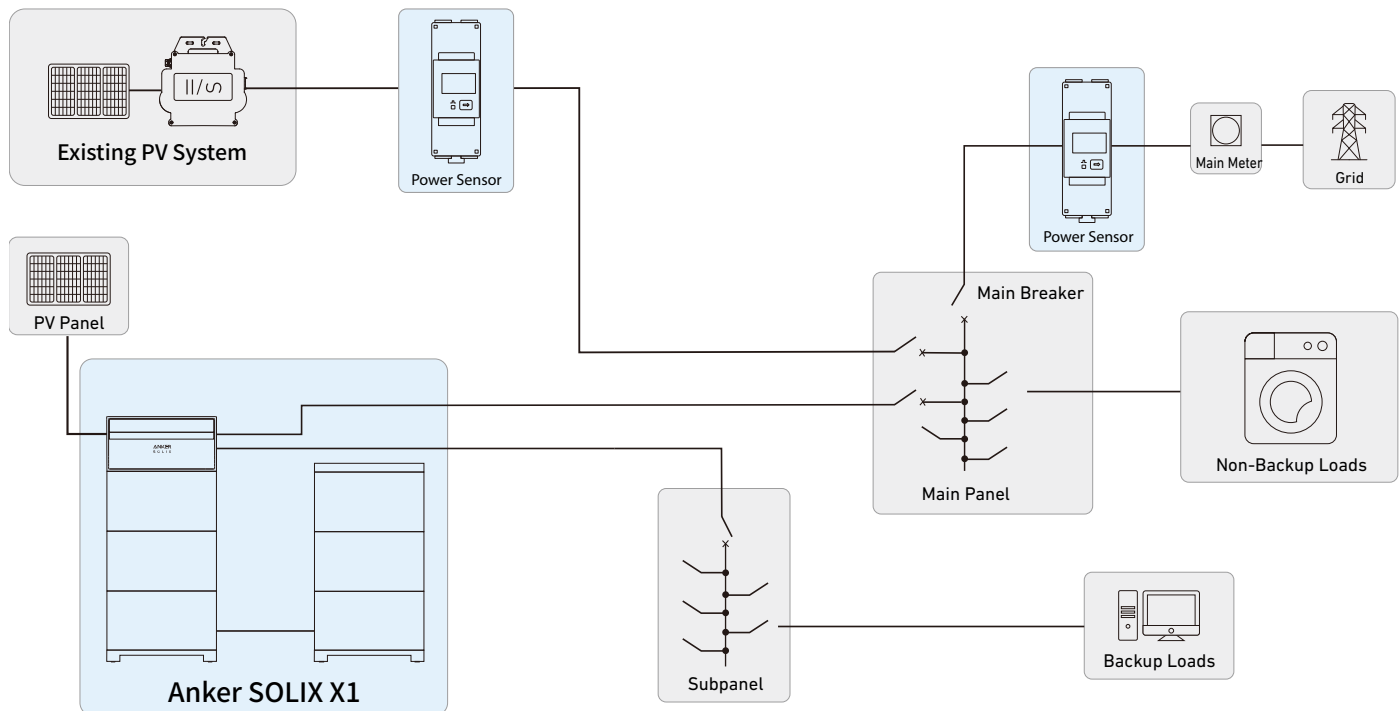 Existing PV System
Power Sensor
Main Meter
Grid
Power Sensor
PV Panel
Main Breaker
ANKER
SOLIX
Non-Backup Loads
Main Panel
Backup Loads
Subpanel
Anker SOLIX X1